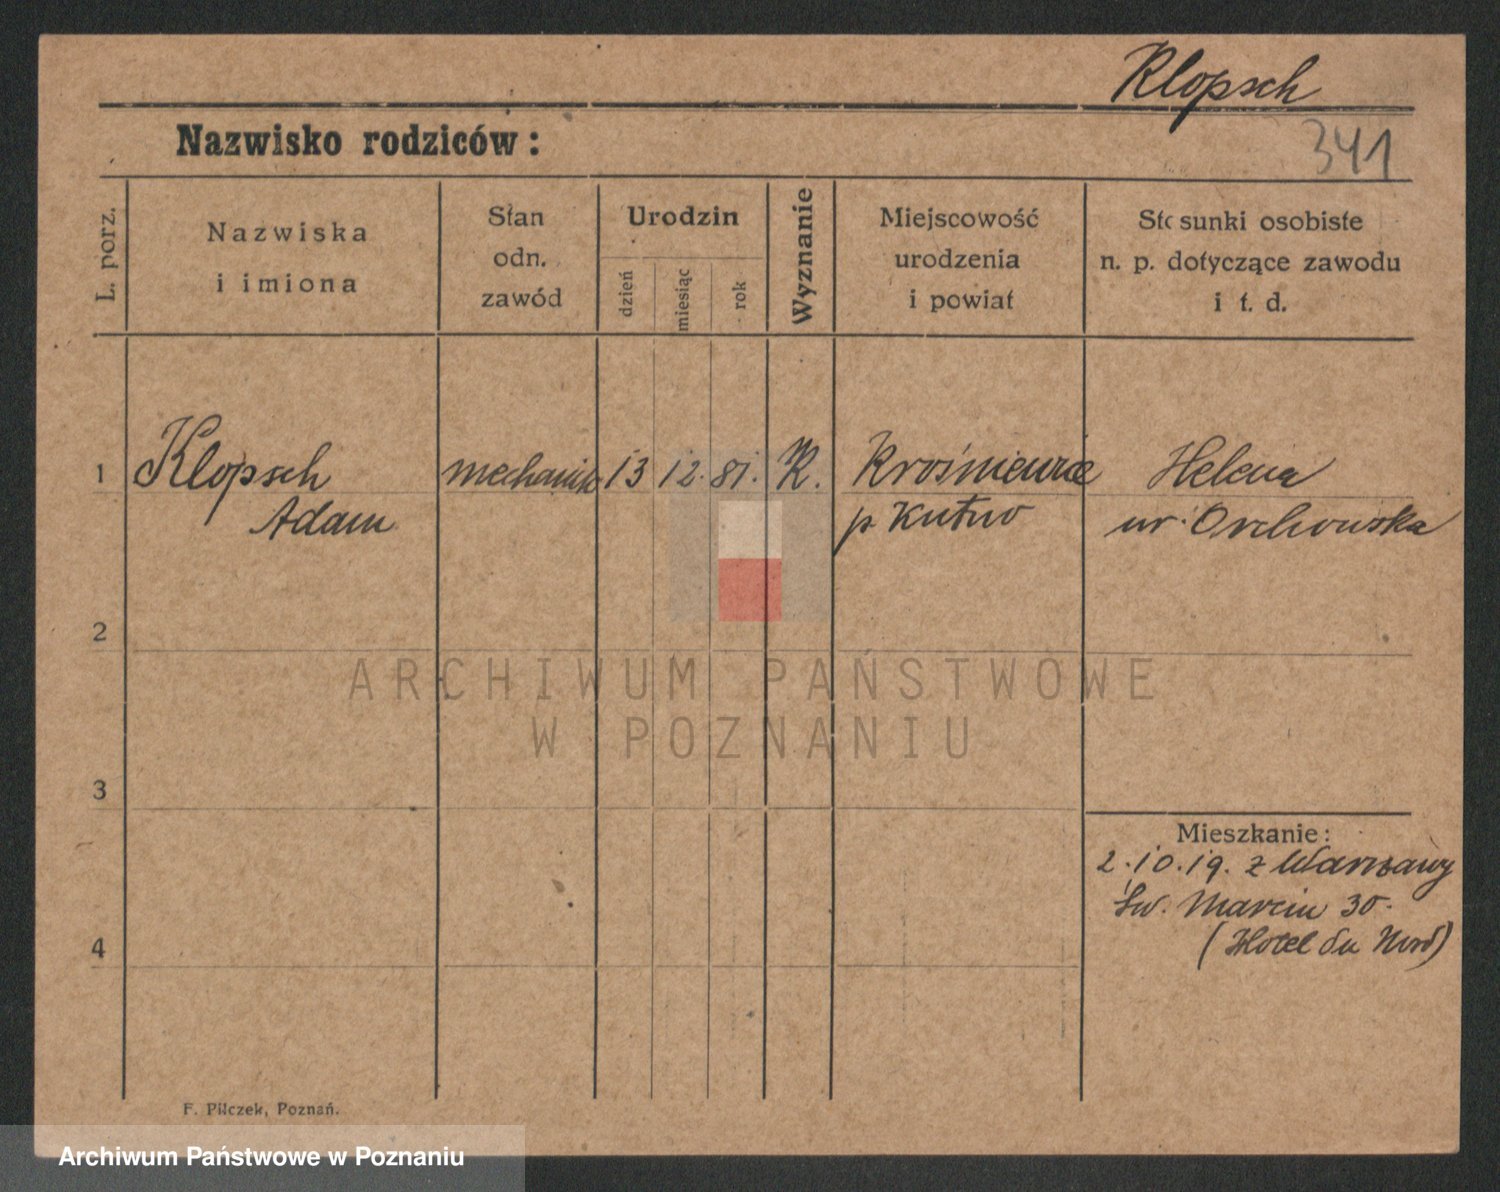 Klopsch
Nazwisko rodziców:
341
L. porz.
Nazwiska
i imiona
Stan
odn.
zawód
Urodzin
dzień
miesiąc
rok
Wyznanie
Miejscowość
urodzenia
i powiat
Stosunki osobiste
n. p. dotyczące zawodu
i t. d.
1 Klopsch mechanik 13 12. 81. K. Krośniewice Helena
Adam p Kutno ur. Orchowska
2
ARCHIWUM PAŃSTWOWE
W POZNANIU
3
Mieszkanie:
2.10.19. z Warszawy
Św. Marcin 30.
4
(Hotel du Nord)
F. Pilczek, Poznań.
Archiwum Państwowe w Poznaniu